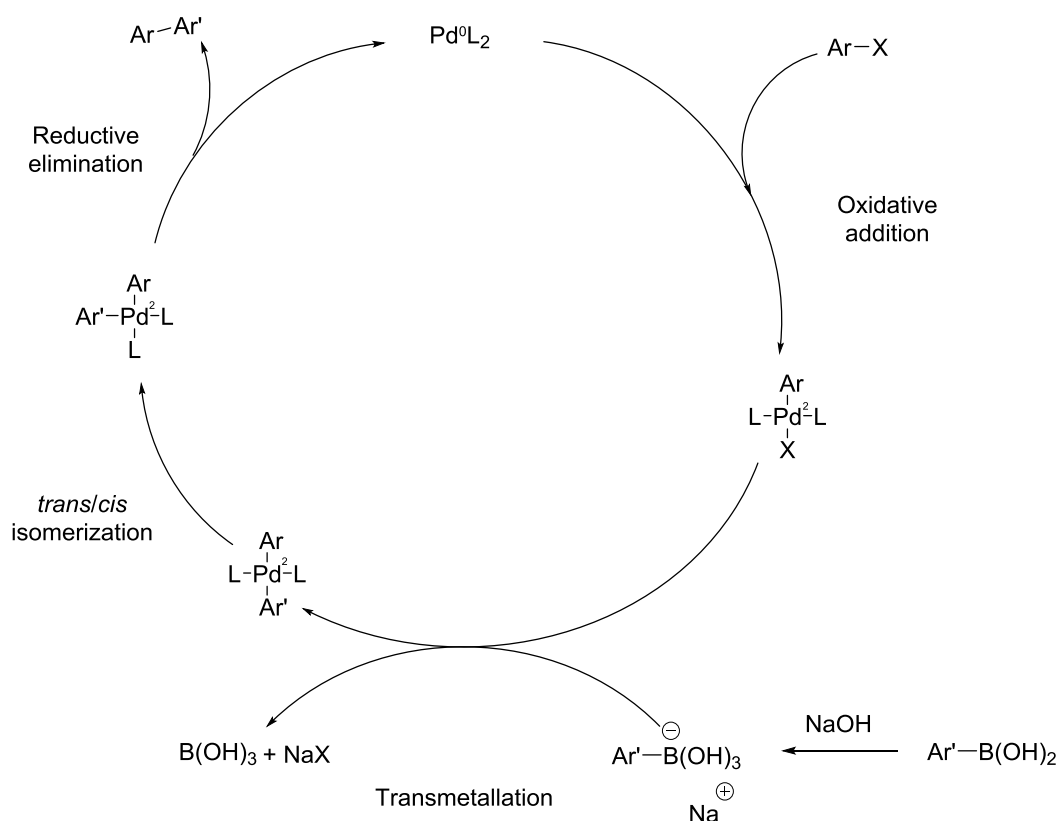 Ar–Ar'
Pd⁰L₂
Ar–X
Reductive
elimination
Oxidative
addition
Ar
Ar'–Pd²–L
L
Ar
L–Pd²–L
X
trans/cis
isomerization
Ar
L–Pd²–L
Ar'
B(OH)₃ + NaX
Ar'–B(OH)₃
⊖
Na
⊕
NaOH
Ar'–B(OH)₂
Transmetallation